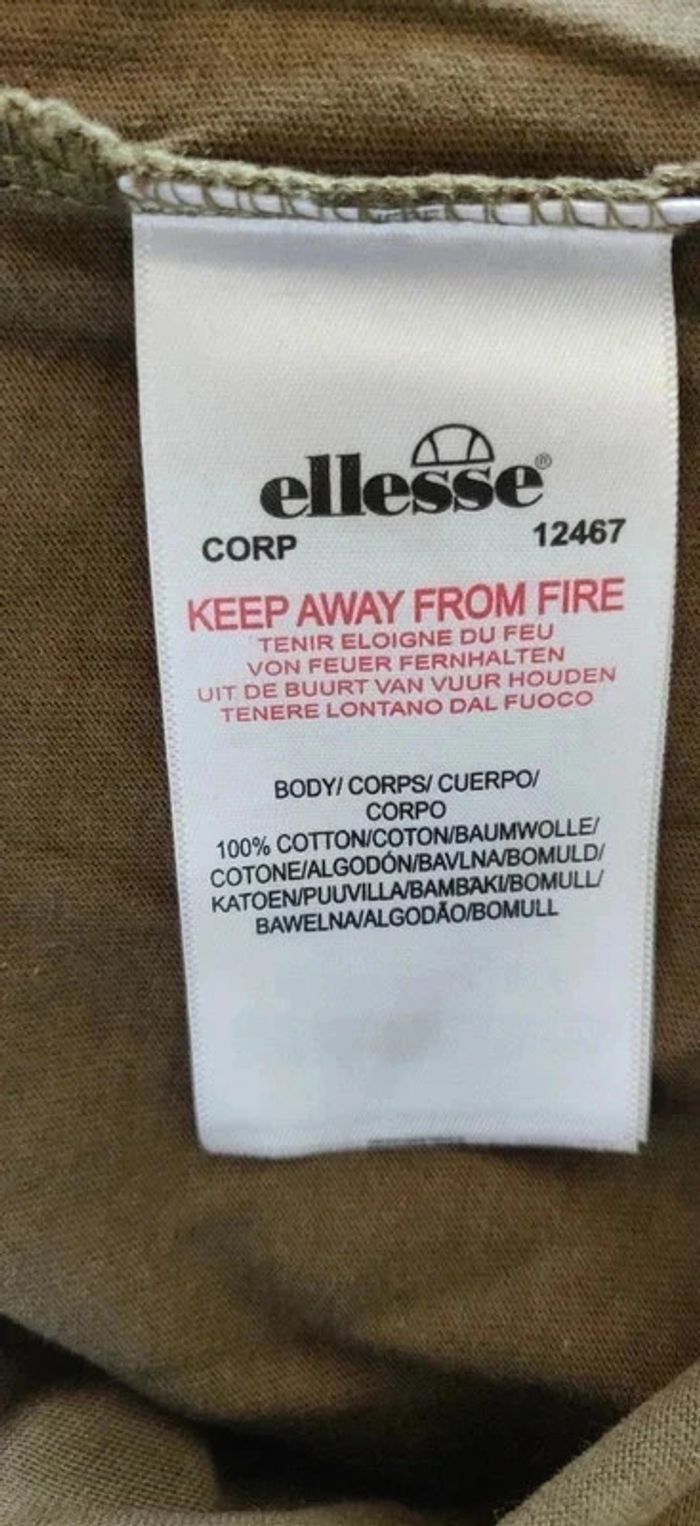 ellesse®
CORP 12467
KEEP AWAY FROM FIRE
TENIR ELOIGNE DU FEU
VON FEUER FERNHALTEN
UIT DE BUURT VAN VUUR HOUDEN
TENERE LONTANO DAL FUOCO
BODY/ CORPS/ CUERPO/
CORPO
100% COTTON/COTON/BAUMWOLLE/
COTONE/ALGODÓN/BAVLNA/BOMULD/
KATOEN/PUUVILLA/BAMBAKI/BOMULL/
BAWELNA/ALGODÃO/BOMULL